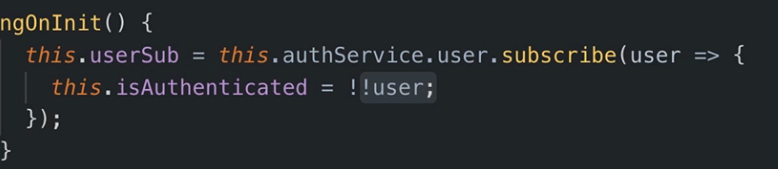 ngOnInit() {
this.userSub = this.authService.user.subscribe(user => {
this.isAuthenticated = !!user;
});
}